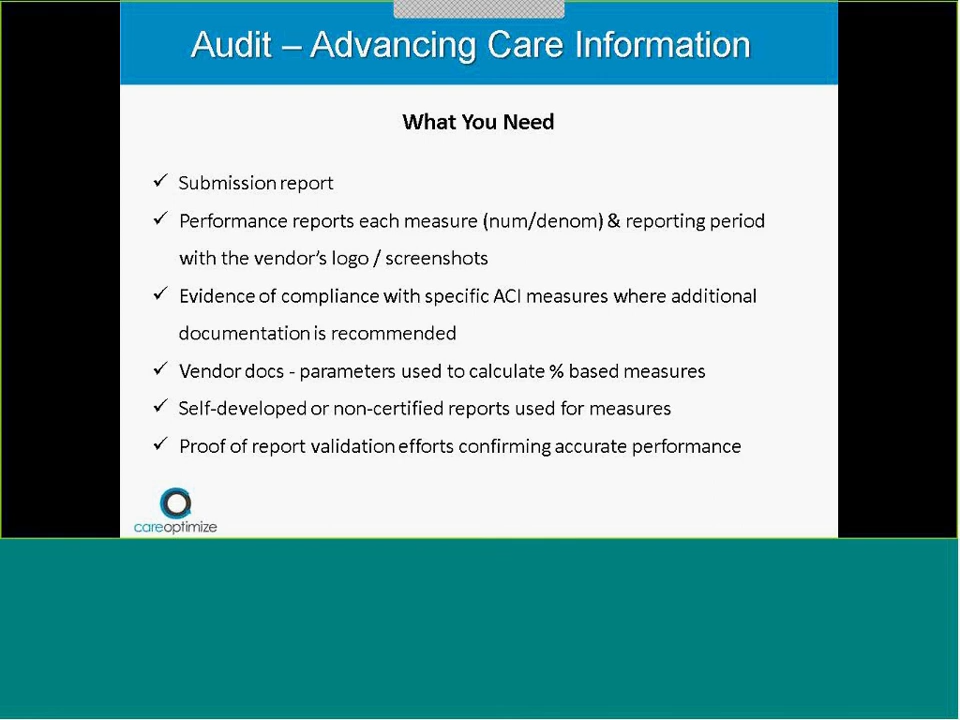 Audit – Advancing Care Information
What You Need
✓ Submission report
✓ Performance reports each measure (num/denom) & reporting period
with the vendor's logo / screenshots
✓ Evidence of compliance with specific ACI measures where additional
documentation is recommended
✓ Vendor docs - parameters used to calculate % based measures
✓ Self-developed or non-certified reports used for measures
✓ Proof of report validation efforts confirming accurate performance
careoptimize